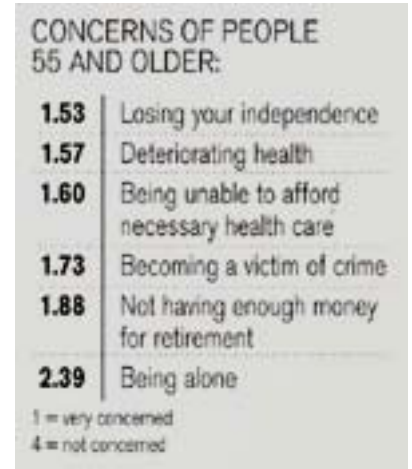 CONCERNS OF PEOPLE
55 AND OLDER:
1.53 Losing your independence
1.57 Deteriorating health
1.60 Being unable to afford
necessary health care
1.73 Becoming a victim of crime
1.88 Not having enough money
for retirement
2.39 Being alone
1 = very concerned
4 = not concerned